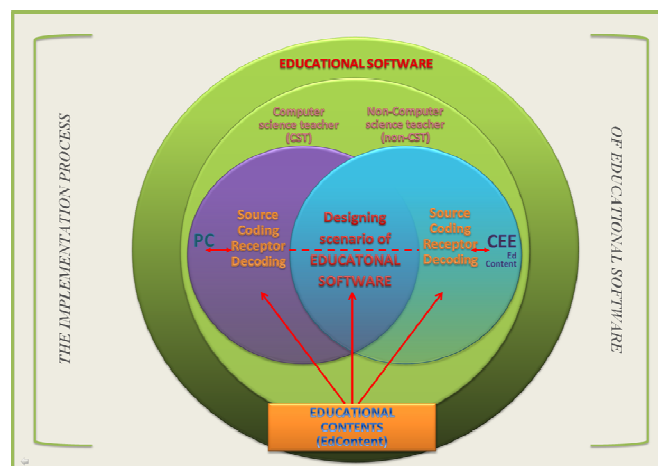 THE IMPLEMENTATION PROCESS
EDUCATIONAL SOFTWARE
Computer
science teacher
(CST)
Non-Computer
science teacher
(non-CST)
PC
Source
Coding
Receptor
Decoding
Designing
scenario of
EDUCATONAL
SOFTWARE
Source
Coding
Receptor
Decoding
CEE
Ed
Content
EDUCATIONAL
CONTENTS
(EdContent)
OF EDUCATIONAL SOFTWARE